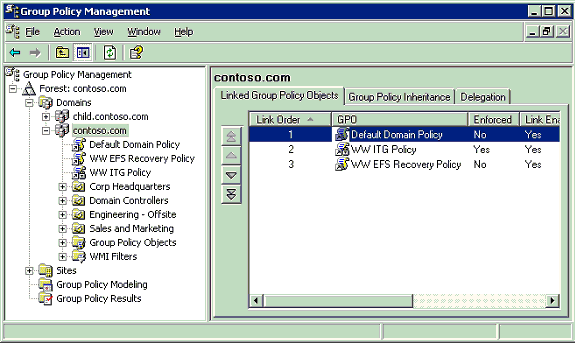 Group Policy Management
File Action View Window Help
Group Policy Management
Forest: contoso.com
Domains
child.contoso.com
contoso.com
Default Domain Policy
WW EFS Recovery Policy
WW ITG Policy
Corp Headquarters
Domain Controllers
Engineering - Offsite
Sales and Marketing
Group Policy Objects
WMI Filters
Sites
Group Policy Modeling
Group Policy Results
contoso.com
Linked Group Policy Objects Group Policy Inheritance Delegation
Link Order GPO Enforced Link Ena
1 Default Domain Policy No Yes
2 WW ITG Policy Yes Yes
3 WW EFS Recovery Policy No Yes